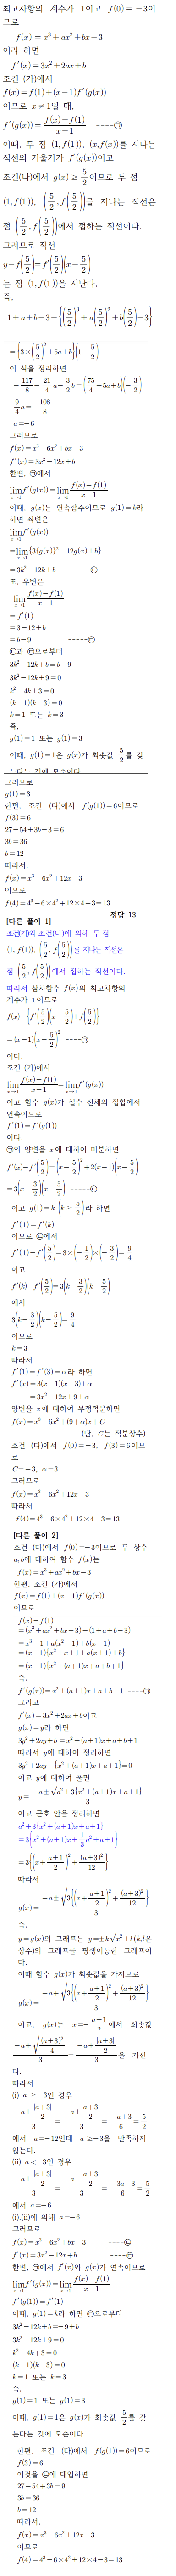 최고차항의 계수가 1이고 f(0) = -3이
므로
f(x) = x³ + ax² + bx - 3
이라 하면
f'(x) = 3x² + 2ax + b
조건 (가)에서
f(x) = f(1) + (x-1)f'(g(x))
이므로 x ≠ 1일 때,
f'(g(x)) = (f(x)-f(1))/(x-1) ----㉠
이때, 두 점 (1, f(1)), (x, f(x))를 지나는
직선의 기울기가 f'(g(x))이고
조건(나)에서 g(x) ≥ 5/2이므로 두 점
(1, f(1)), (5/2, f(5/2))를 지나는 직선은
점 (5/2, f(5/2))에서 접하는 직선이다.
그러므로 직선
y - f(5/2) = f'(5/2)(x - 5/2)
는 점 (1, f(1))을 지난다.
즉,
1 + a + b - 3 - {(5/2)³ + a(5/2)² + b(5/2) - 3}
= {3×(5/2)² + 5a + b}(1 - 5/2)
이 식을 정리하면
-117/8 - 21/4 a - 3/2 b = (75/4 + 5a + b)(-3/2)
9/4 a = -108/8
a = -6
그러므로
f(x) = x³ - 6x² + bx - 3
f'(x) = 3x² - 12x + b
한편, ㉠에서
lim(x→1) f'(g(x)) = lim(x→1) (f(x)-f(1))/(x-1)
이때, g(x)는 연속함수이므로 g(1) = k라
하면 좌변은
lim(x→1) f'(g(x))
= lim(x→1) {3{g(x)}² - 12g(x) + b}
= 3k² - 12k + b -----㉡
또, 우변은
lim(x→1) (f(x)-f(1))/(x-1)
= f'(1)
= 3 - 12 + b
= b - 9 -----㉢
㉡과 ㉢으로부터
3k² - 12k + b = b - 9
3k² - 12k + 9 = 0
k² - 4k + 3 = 0
(k-1)(k-3) = 0
k = 1 또는 k = 3
즉,
g(1) = 1 또는 g(1) = 3
이때, g(1) = 1은 g(x)가 최솟값 5/2를 갖
는다는 것에 모순이다.
그러므로
g(1) = 3
한편, 조건 (다)에서 f(g(1)) = 6이므로
f(3) = 6
27 - 54 + 3b - 3 = 6
3b = 36
b = 12
따라서,
f(x) = x³ - 6x² + 12x - 3
이므로
f(4) = 4³ - 6×4² + 12×4 - 3 = 13
정답 13
[다른 풀이 1]
조건(가)와 조건(나)에 의해 두 점
(1, f(1)), (5/2, f(5/2))를 지나는 직선은
점 (5/2, f(5/2))에서 접하는 직선이다.
따라서 삼차함수 f(x)의 최고차항의
계수가 1이므로
f(x) - {f'(5/2)(x - 5/2) + f(5/2)}
= (x-1)(x - 5/2)² ----㉠
이다.
조건 (가)에서
lim(x→1) (f(x)-f(1))/(x-1) = lim(x→1) f'(g(x))
이고 함수 g(x)가 실수 전체의 집합에서
연속이므로
f'(1) = f'(g(1))
이다.
㉠의 양변을 x에 대하여 미분하면
f'(x) - f'(5/2) = (x - 5/2)² + 2(x-1)(x - 5/2)
= 3(x - 3/2)(x - 5/2) -----㉡
이고 g(1) = k (k ≥ 5/2)라 하면
f'(1) = f'(k)
이므로 ㉡에서
f'(1) - f'(5/2) = 3×(-1/2)×(-3/2) = 9/4
이고
f'(k) - f'(5/2) = 3(k - 3/2)(k - 5/2)
에서
3(k - 3/2)(k - 5/2) = 9/4
이므로
k = 3
따라서
f'(1) = f'(3) = α라 하면
f'(x) = 3(x-1)(x-3) + α
= 3x² - 12x + 9 + α
양변을 x에 대하여 부정적분하면
f(x) = x³ - 6x² + (9+α)x + C
(단, C는 적분상수)
조건 (다)에서 f(0) = -3, f(3) = 6이므
로
C = -3, α = 3
그러므로
f(x) = x³ - 6x² + 12x - 3
따라서
f(4) = 4³ - 6×4² + 12×4 - 3 = 13
[다른 풀이 2]
조건 (다)에서 f(0) = -3이므로 두 상수
a, b에 대하여 함수 f(x)는
f(x) = x³ + ax² + bx - 3
한편, 소건 (가)에서
f(x) = f(1) + (x-1)f'(g(x))
이므로
f(x) - f(1)
= (x³ + ax² + bx - 3) - (1 + a + b - 3)
= x³ - 1 + a(x² - 1) + b(x - 1)
= (x-1){x² + x + 1 + a(x+1) + b}
= (x-1){x² + (a+1)x + a + b + 1}
즉,
f'(g(x)) = x² + (a+1)x + a + b + 1 ----㉠
그리고
f'(x) = 3x² + 2ax + b이고
g(x) = y라 하면
3y² + 2ay + b = x² + (a+1)x + a + b + 1
따라서 y에 대하여 정리하면
3y² + 2ay - {x² + (a+1)x + a + 1} = 0
이고 y에 대하여 풀면
y = (-a ± √(a² + 3{x² + (a+1)x + a + 1}))/3
이고 근호 안을 정리하면
a² + 3{x² + (a+1)x + a + 1}
= 3{x² + (a+1)x + 1/3 a² + a + 1}
= 3{(x + (a+1)/2)² + (a+3)²/12}
따라서
g(x) = (-a ± √(3{(x + (a+1)/2)² + (a+3)²/12}))/3
즉,
y = g(x)의 그래프는 y = ±k√(x² + l) (k, l은
상수)의 그래프를 평행이동한 그래프이
다.
이때 함수 g(x)가 최솟값을 가지므로
g(x) = (-a + √(3{(x + (a+1)/2)² + (a+3)²/12}))/3
이고, g(x)는 x = -(a+1)/2에서 최솟값
(-a + √((a+3)²/4))/3 = (-a + |a+3|/2)/3 을 가진
다.
따라서
(i) a ≥ -3인 경우
(-a + |a+3|/2)/3 = (-a + (a+3)/2)/3 = (-a+3)/6 = 5/2
에서 a = -12인데 a ≥ -3을 만족하지
않는다.
(ii) a < -3인 경우
(-a + |a+3|/2)/3 = (-a - (a+3)/2)/3 = (-3a-3)/6 = 5/2
에서 a = -6
(i),(ii)에 의해 a = -6
그러므로
f(x) = x³ - 6x² + bx - 3 -----㉡
f'(x) = 3x² - 12x + b -----㉢
한편, ㉠에서 f'(x)와 g(x)가 연속이므로
lim(x→1) f'(g(x)) = lim(x→1) (f(x)-f(1))/(x-1)
f'(g(1)) = f'(1)
이때, g(1) = k라 하면 ㉢으로부터
3k² - 12k + b = -9 + b
3k² - 12k + 9 = 0
k² - 4k + 3 = 0
(k-1)(k-3) = 0
k = 1 또는 k = 3
즉,
g(1) = 1 또는 g(1) = 3
이때, g(1) = 1은 g(x)가 최솟값 5/2를 갖
는다는 것에 모순이다.
한편, 조건 (다)에서 f(g(1)) = 6이므로
f(3) = 6
이것을 ㉡에 대입하면
27 - 54 + 3b = 9
3b = 36
b = 12
따라서,
f(x) = x³ - 6x² + 12x - 3
이므로
f(4) = 4³ - 6×4² + 12×4 - 3 = 13